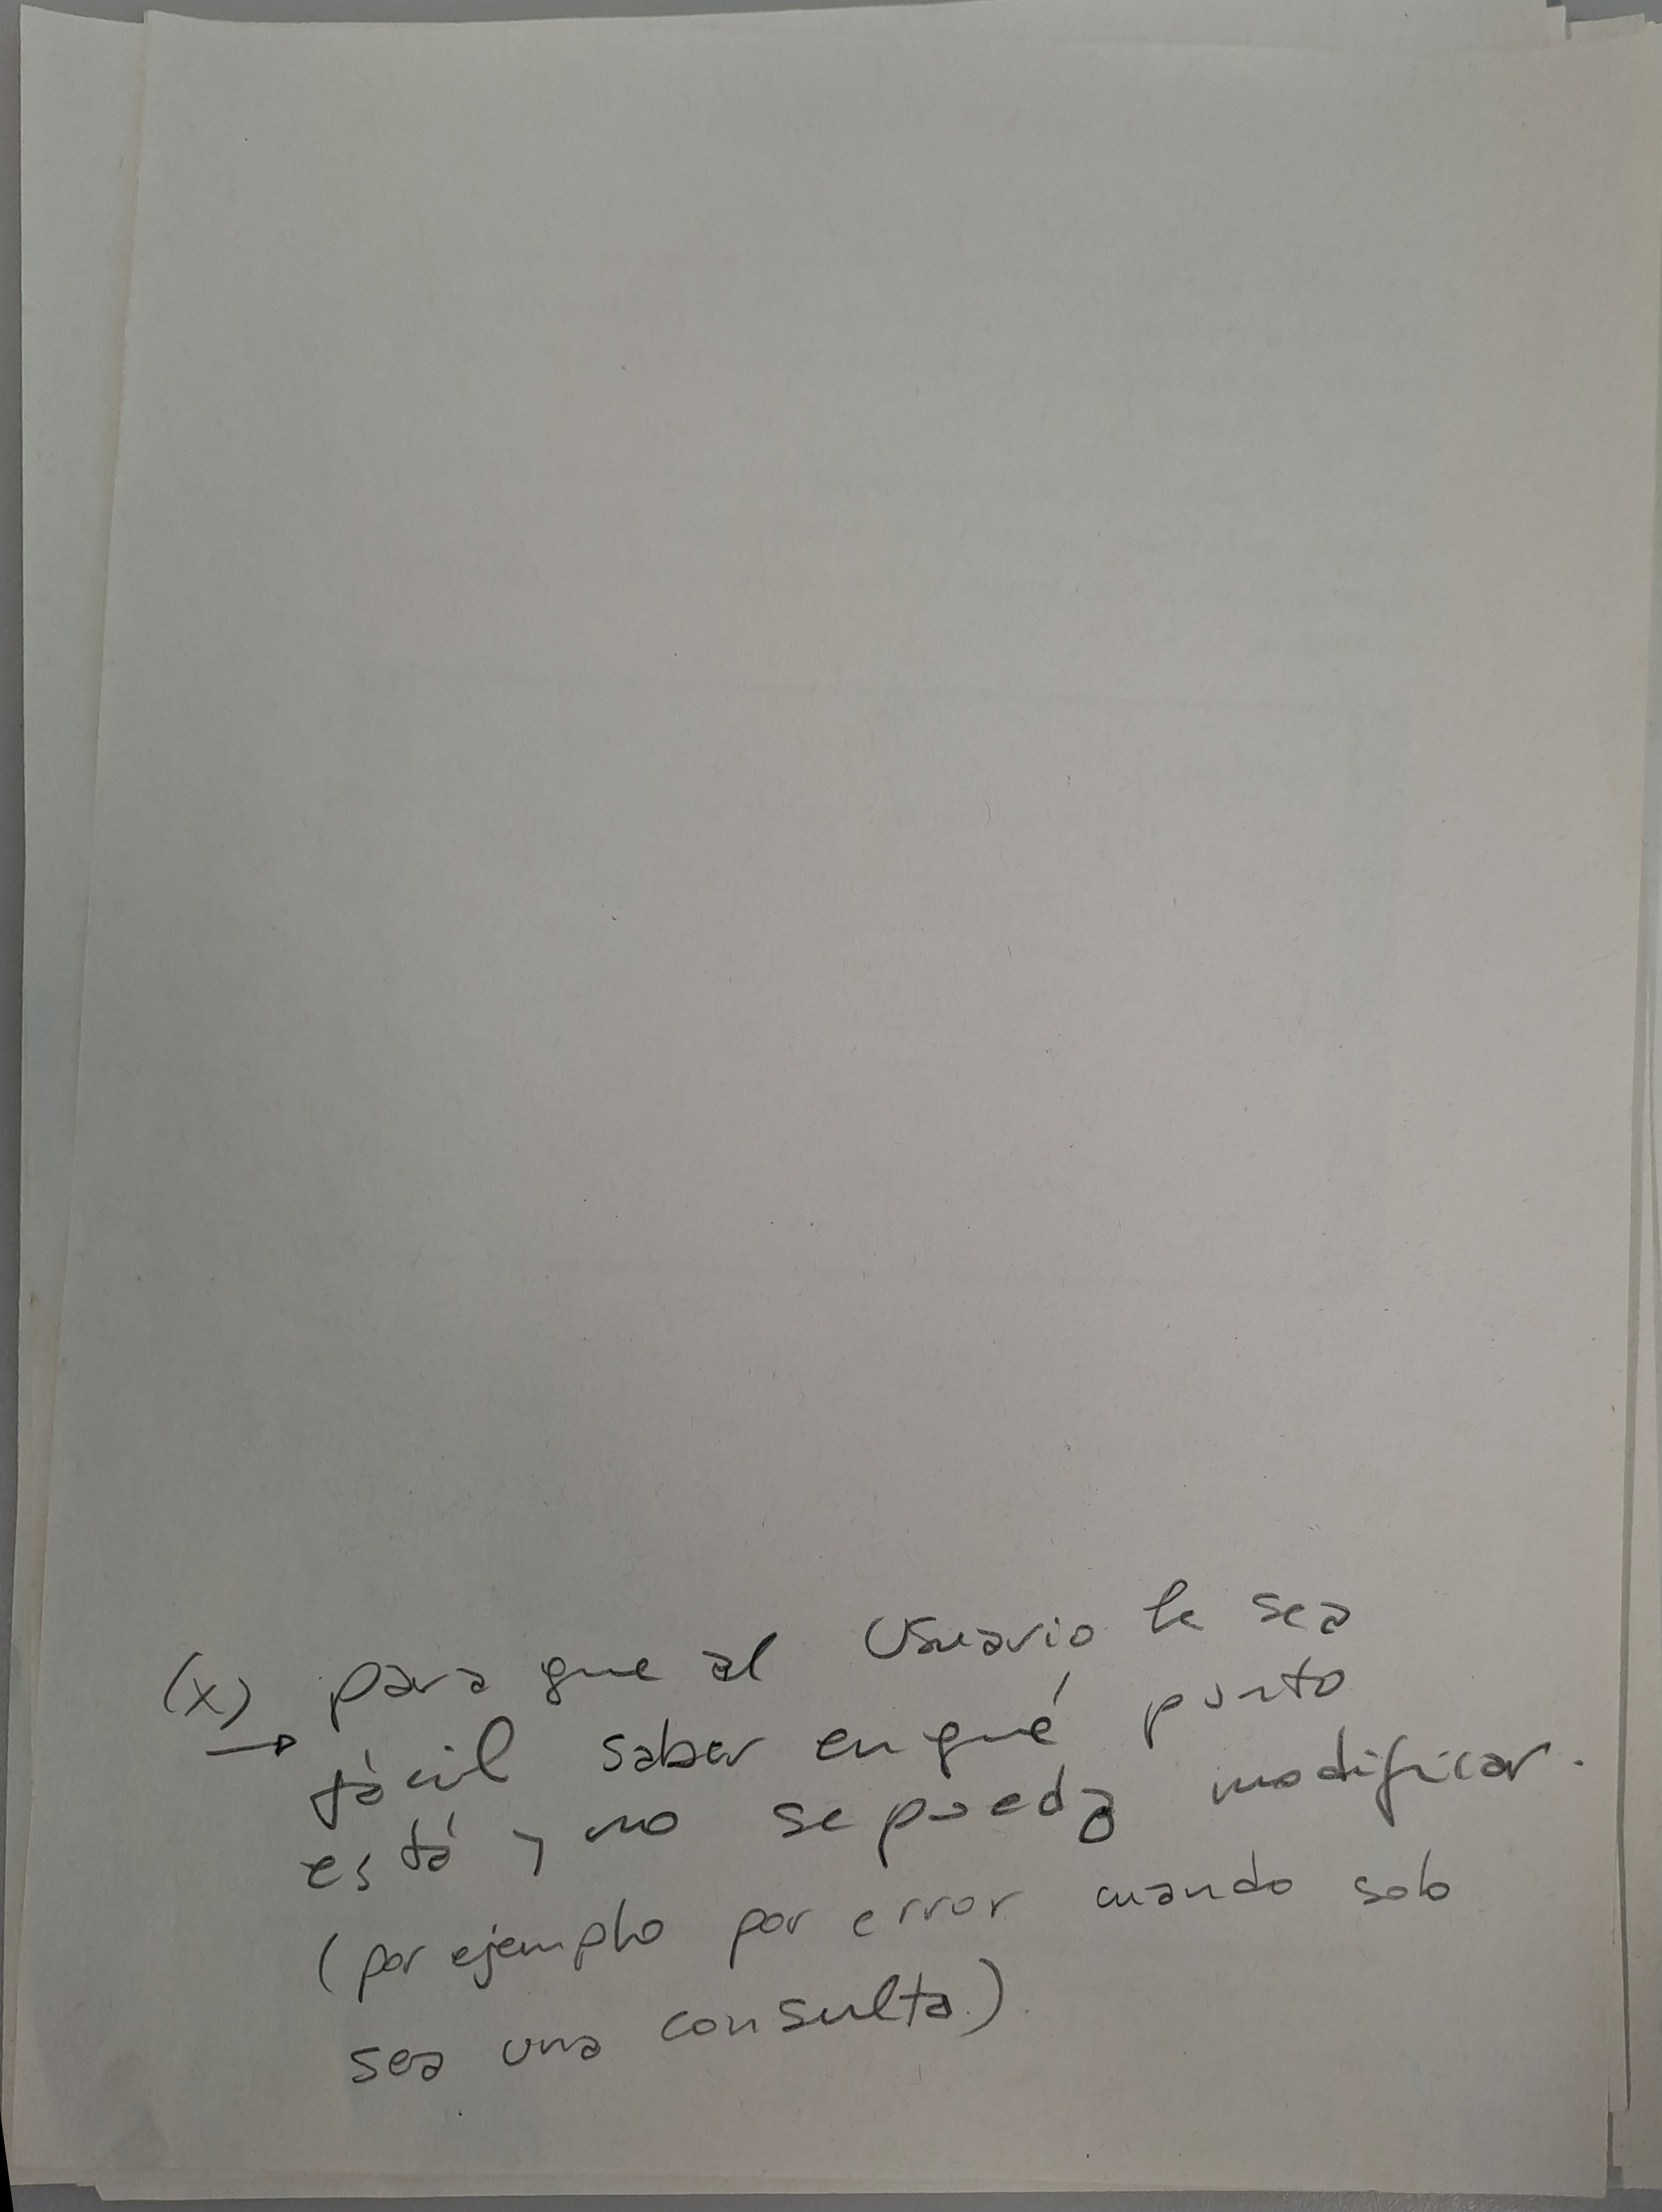 (x) para que al Usuario le sea
→ fácil saber en qué punto
está y no se pueda modificar.
(por ejemplo por error cuando solo
sea una consulta)